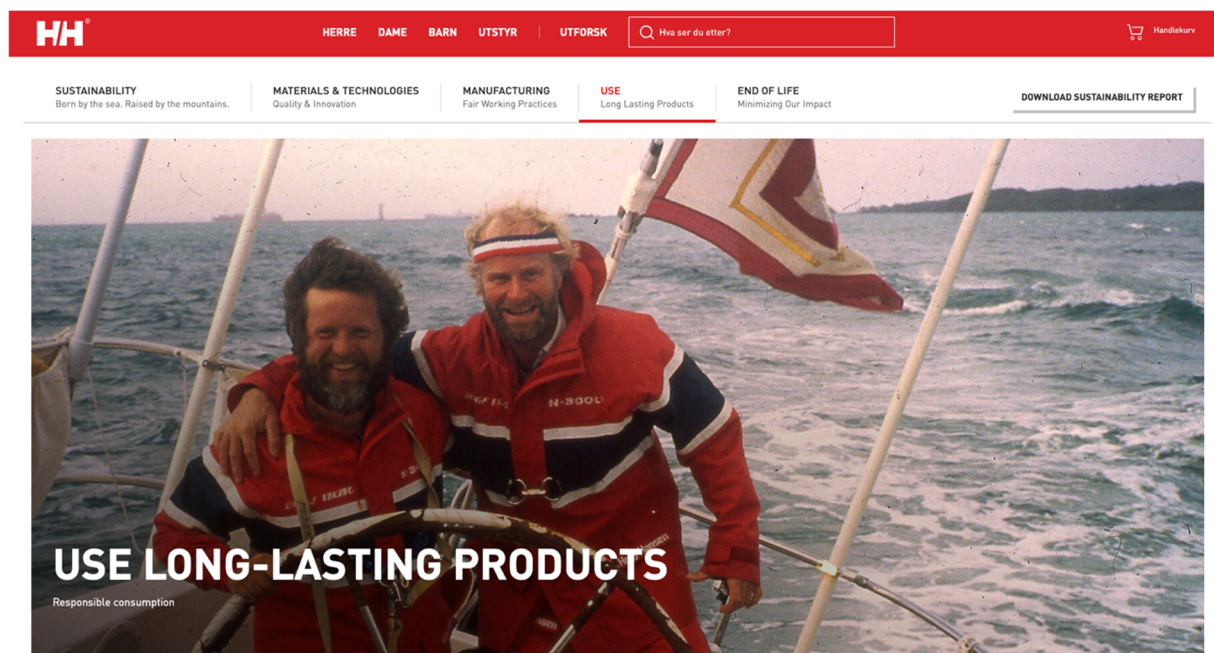 HH®
HERRE DAME BARN UTSTYR UTFORSK Hva ser du etter? Handlekurv
SUSTAINABILITY
Born by the sea. Raised by the mountains.
MATERIALS & TECHNOLOGIES
Quality & Innovation
MANUFACTURING
Fair Working Practices
USE
Long Lasting Products
END OF LIFE
Minimizing Our Impact
DOWNLOAD SUSTAINABILITY REPORT
N-3000
VIKING
USE LONG-LASTING PRODUCTS
Responsible consumption